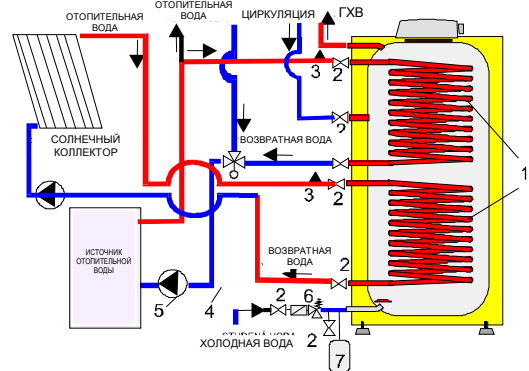 ОТОПИТЕЛЬНАЯ
ВОДА
ОТОПИТЕЛЬНАЯ
ВОДА
ЦИРКУЛЯЦИЯ
ГХВ
3
2
2
СОЛНЕЧНЫЙ
КОЛЛЕКТОР
ВОЗВРАТНАЯ ВОДА
2
1
3
2
ИСТОЧНИК
ОТОПИТЕЛЬНОЙ
ВОДЫ
ВОЗВРАТНАЯ
ВОДА
2
5
4
2
6
ХОЛОДНАЯ ВОДА
2
7